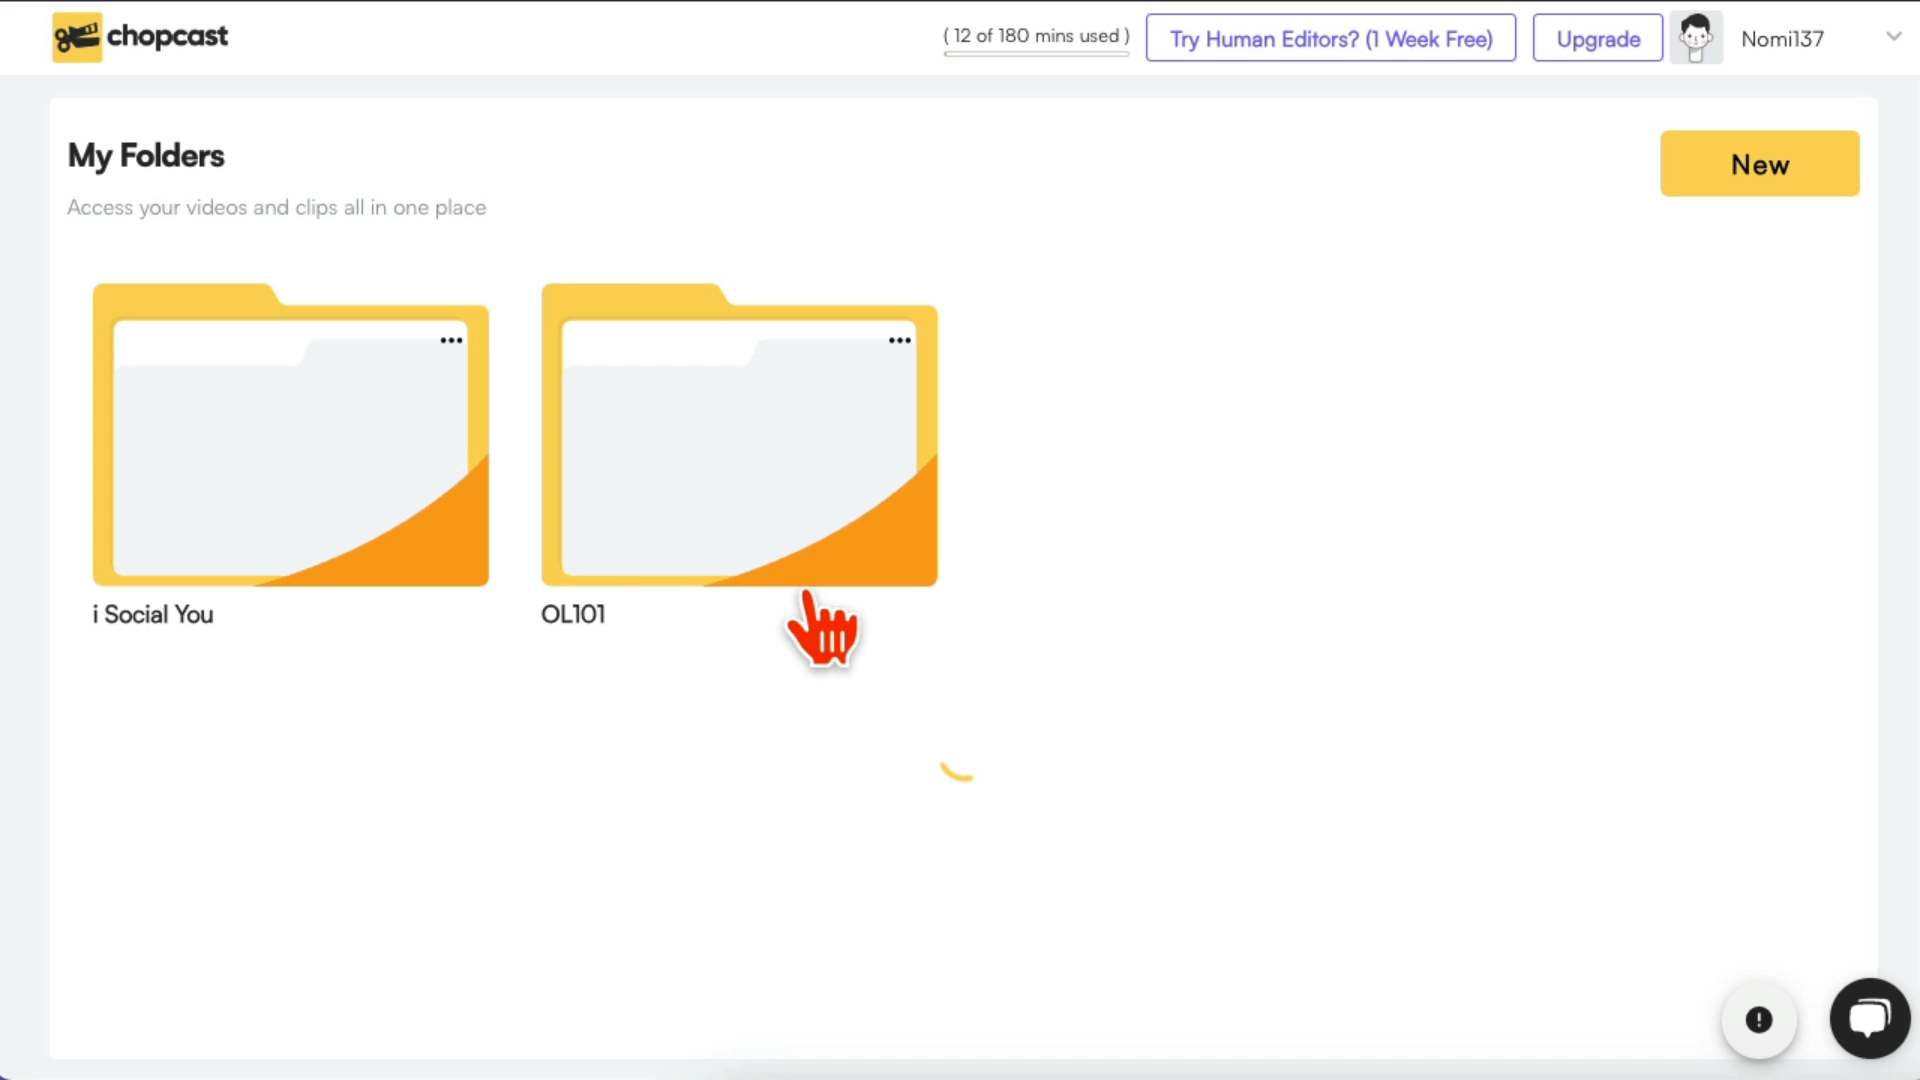 chopcast
( 12 of 180 mins used )
Try Human Editors? (1 Week Free)
Upgrade
Nomi137
My Folders
New
Access your videos and clips all in one place
i Social You
OL101